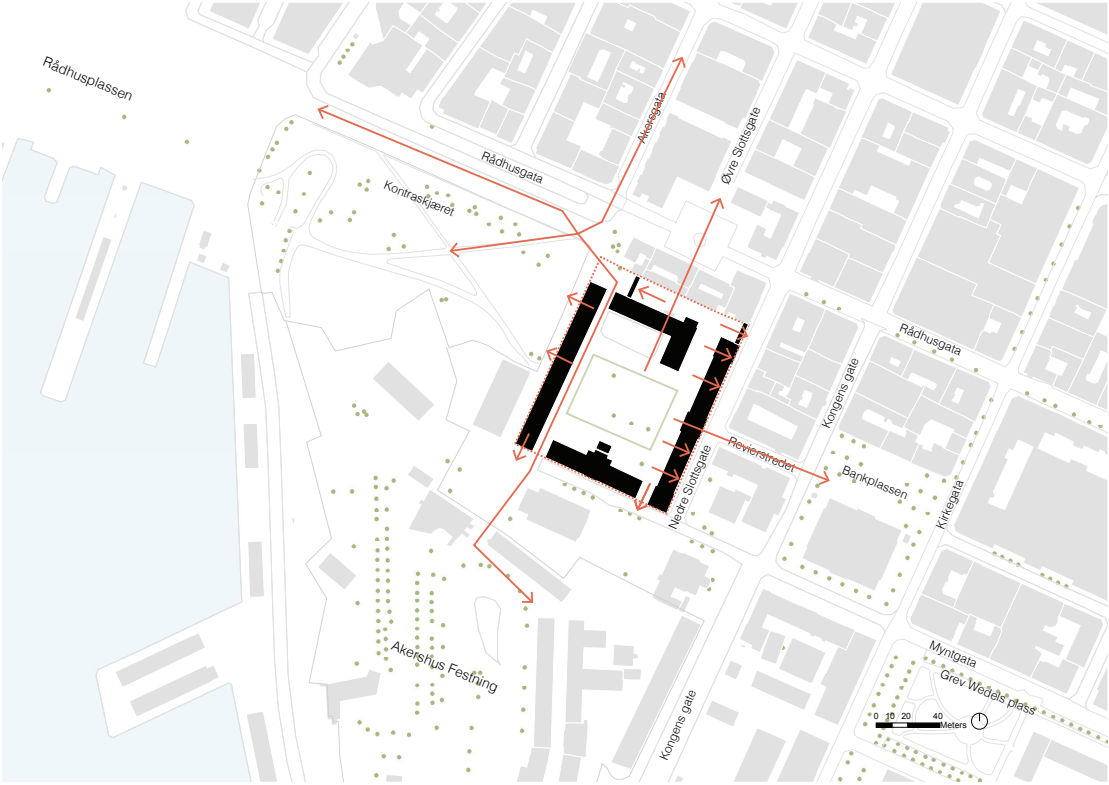 Rådhusplassen
Akersgata
Øvre Slottsgate
Rådhusgata
Kontraskjæret
Rådhusgata
Kongens gate
Revierstredet
Bankplassen
Nedre Slottsgate
Kirkegata
Akershus Festning
Myntgata
Grev Wedels plass
Kongens gate
0 10 20 40
Meters